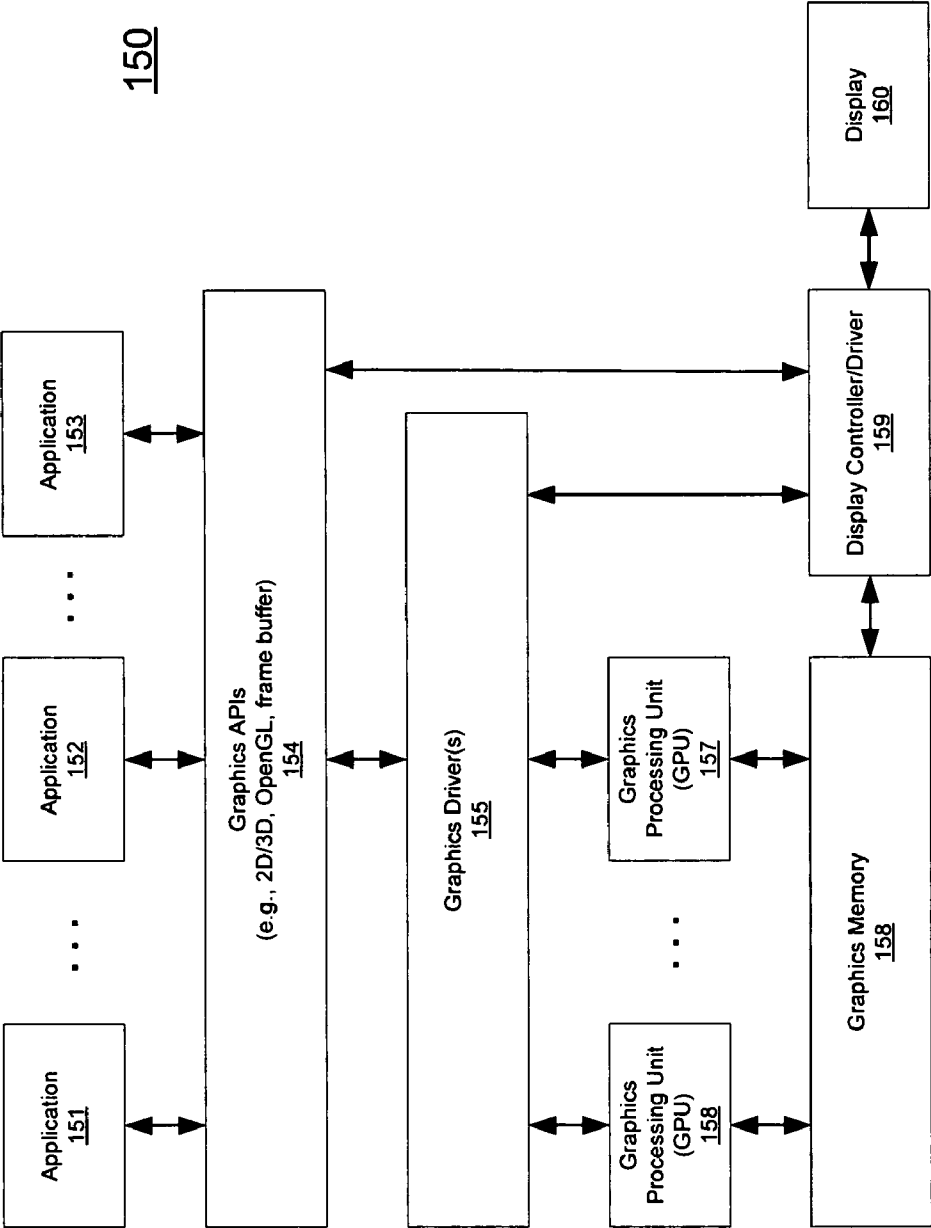 150
Application
151
. . .
Application
152
. . .
Application
153
Graphics APIs
(e.g., 2D/3D, OpenGL, frame buffer)
154
Graphics Driver(s)
155
Graphics
Processing Unit
(GPU)
158
. . .
Graphics
Processing Unit
(GPU)
157
Graphics Memory
158
Display Controller/Driver
159
Display
160